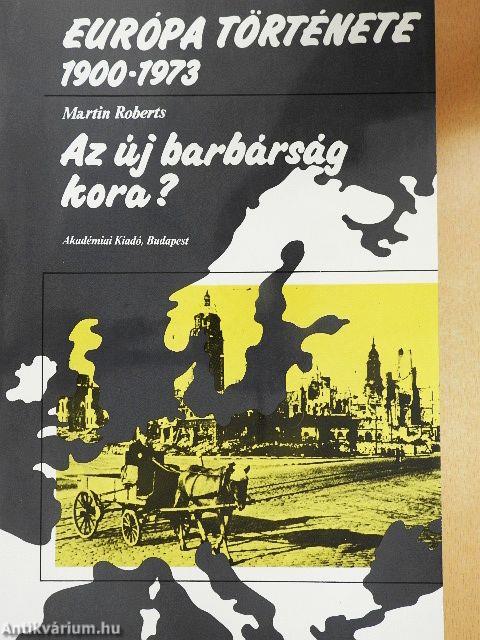 EURÓPA TÖRTÉNETE
1900-1973
Martin Roberts
Az új barbárság
kora?
Akadémiai Kiadó, Budapest
Antikvárium.hu